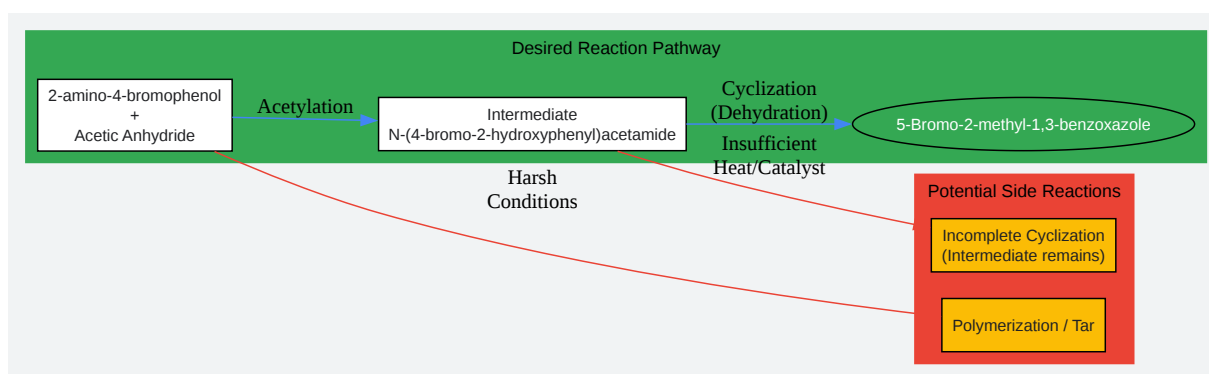 Desired Reaction Pathway
2-amino-4-bromophenol
+
Acetic Anhydride
Acetylation
Intermediate
N-(4-bromo-2-hydroxyphenyl)acetamide
Cyclization
(Dehydration)
5-Bromo-2-methyl-1,3-benzoxazole
Insufficient
Heat/Catalyst
Harsh
Conditions
Potential Side Reactions
Incomplete Cyclization
(Intermediate remains)
Polymerization / Tar